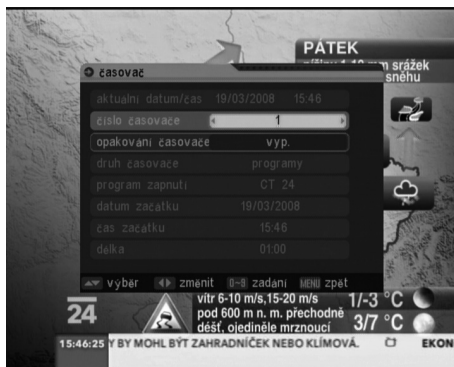 PÁTEK
mm srážek
sněhu
časovač
aktuální datum/čas 19/03/2008 15:46
číslo časovače 1
opakování časovače vyp.
druh časovače programy
program zapnutí CT 24
datum začátku 19/03/2008
čas začátku 15:46
délka 01:00
výběr změnit 0~9 zadání MENU zpět
vítr 6-10 m/s,15-20 m/s
pod 600 m n. m. přechodně
déšť, ojediněle mrznoucí
1/-3 °C
3/7 °C
24
15:46:25 Y BY MOHL BÝT ZAHRADNÍČEK NEBO KLÍMOVÁ. EKON